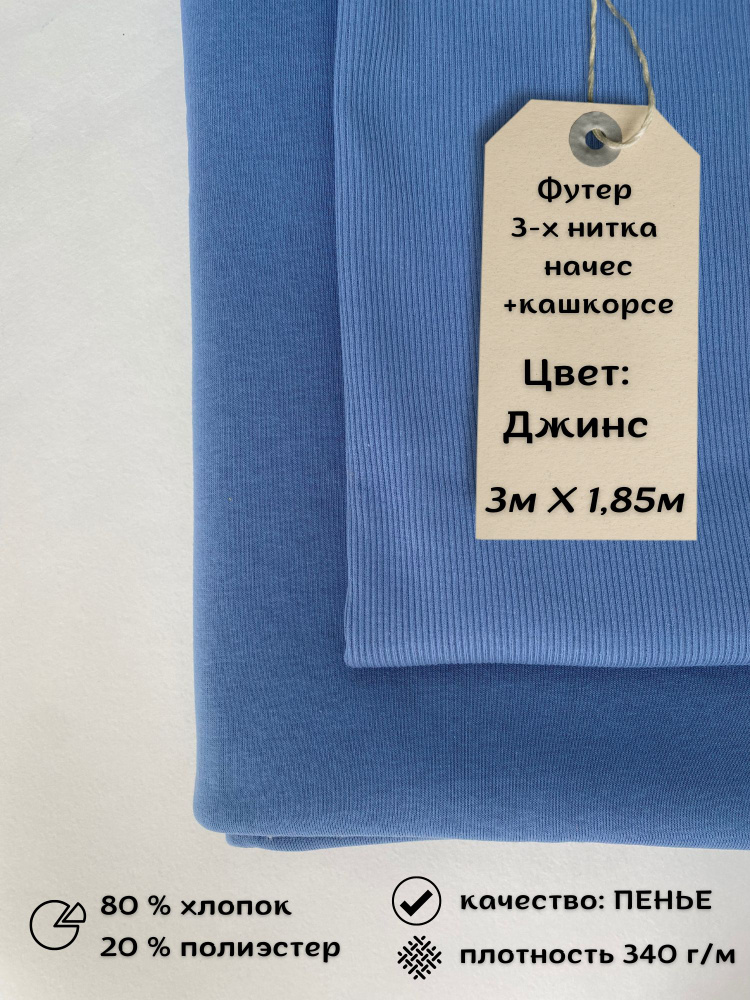 Футер
3-х нитка
начес
+кашкорсе
Цвет:
Джинс
3м X 1,85м
80 % хлопок
20 % полиэстер
качество: ПЕНЬЕ
плотность 340 г/м